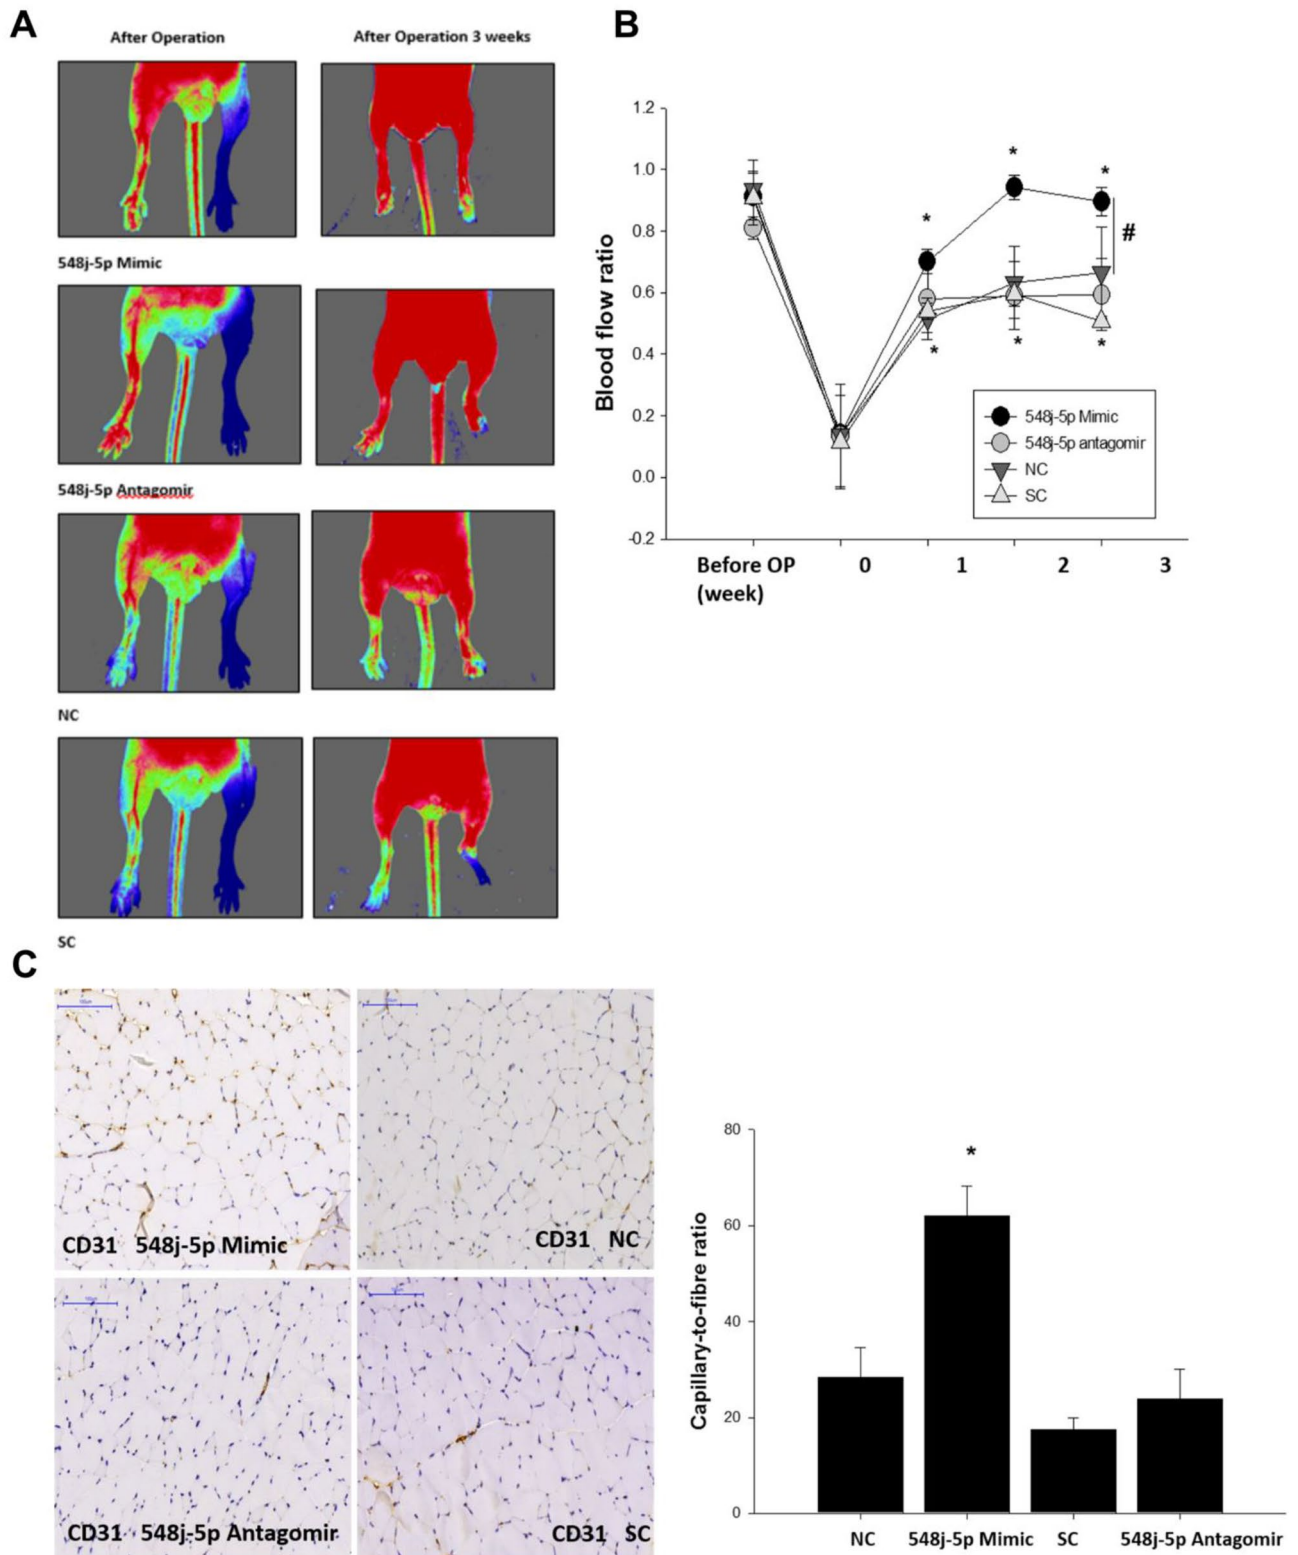 A
After Operation
After Operation 3 weeks
548j-5p Mimic
548j-5p Antagomir
NC
SC
B
Blood flow ratio
1.2
1.0
0.8
0.6
0.4
0.2
0.0
-0.2
*
*
*
*
*
*
#
548j-5p Mimic
548j-5p antagomir
NC
SC
Before OP 0 1 2 3
(week)
C
CD31 548j-5p Mimic
CD31 NC
CD31 548j-5p Antagomir
CD31 SC
Capillary-to-fibre ratio
80
60
40
20
0
*
NC 548j-5p Mimic SC 548j-5p Antagomir